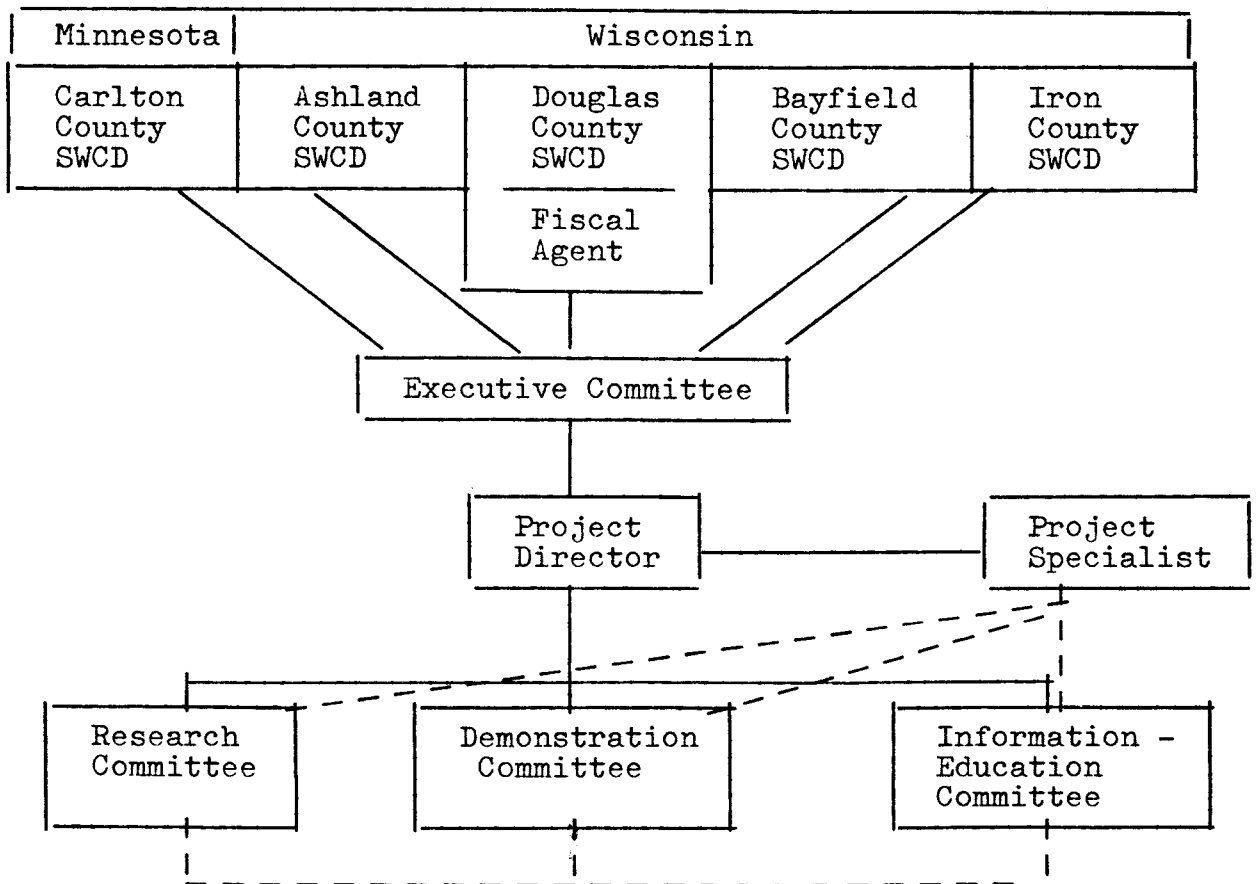 Minnesota
Wisconsin
Carlton
County
SWCD
Ashland
County
SWCD
Douglas
County
SWCD
Fiscal
Agent
Bayfield
County
SWCD
Iron
County
SWCD
Executive Committee
Project
Director
Project
Specialist
Research
Committee
Demonstration
Committee
Information -
Education
Committee